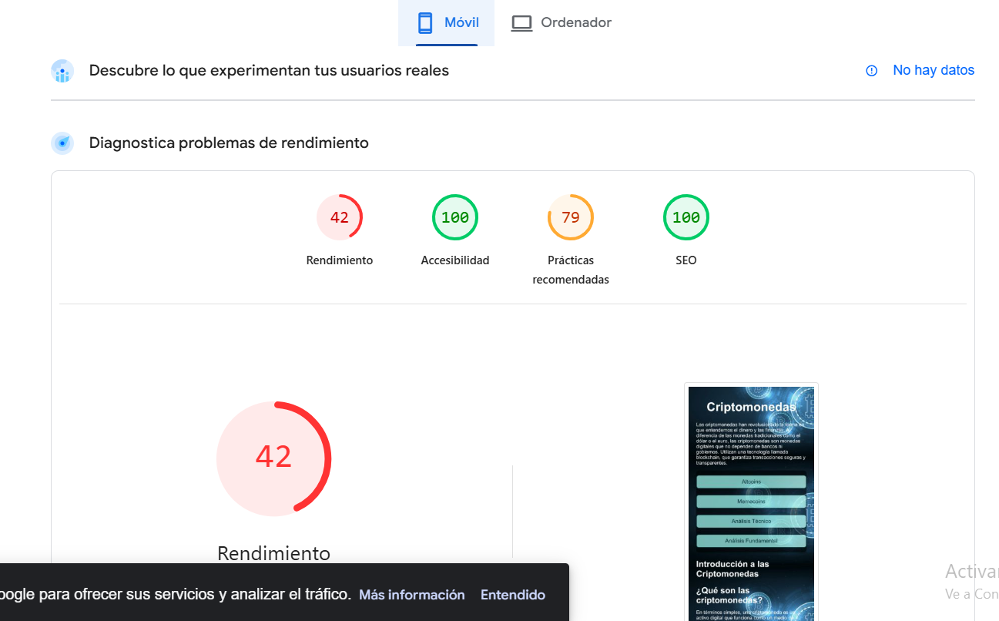 Móvil
Ordenador
Descubre lo que experimentan tus usuarios reales
No hay datos
Diagnostica problemas de rendimiento
42
100
79
100
Rendimiento
Accesibilidad
Prácticas
recomendadas
SEO
42
Rendimiento
Criptomonedas
Las criptomonedas han revolucionado la forma en
que entendemos el dinero y las finanzas. A
diferencia de las monedas tradicionales como el
dólar o el euro, las criptomonedas son monedas
digitales que no dependen de bancos ni
gobiernos. Utilizan una tecnología llamada
blockchain, que garantiza transacciones seguras y
transparentes.
Altcoins
Memecoins
Análisis Técnico
Análisis Fundamental
Introducción a las
Criptomonedas
¿Qué son las
criptomonedas?
En términos simples, una criptomoneda es un
activo digital que funciona como un medio de
oogle para ofrecer sus servicios y analizar el tráfico.
Más información
Entendido
Activar
Ve a Con